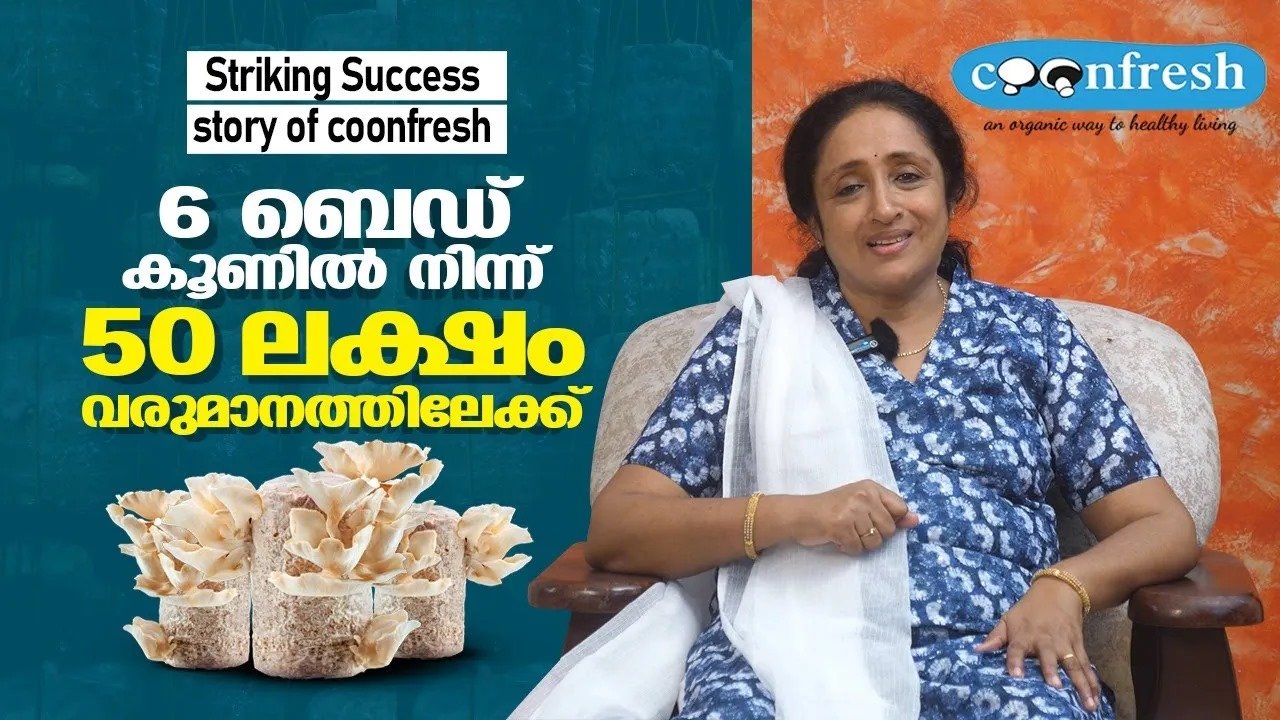 Striking Success
story of coonfresh
6 ബെഡ്
കൂണിൽ നിന്ന്
50 ലക്ഷം
വരുമാനത്തിലേക്ക്
coonfresh
an organic way to healthy living